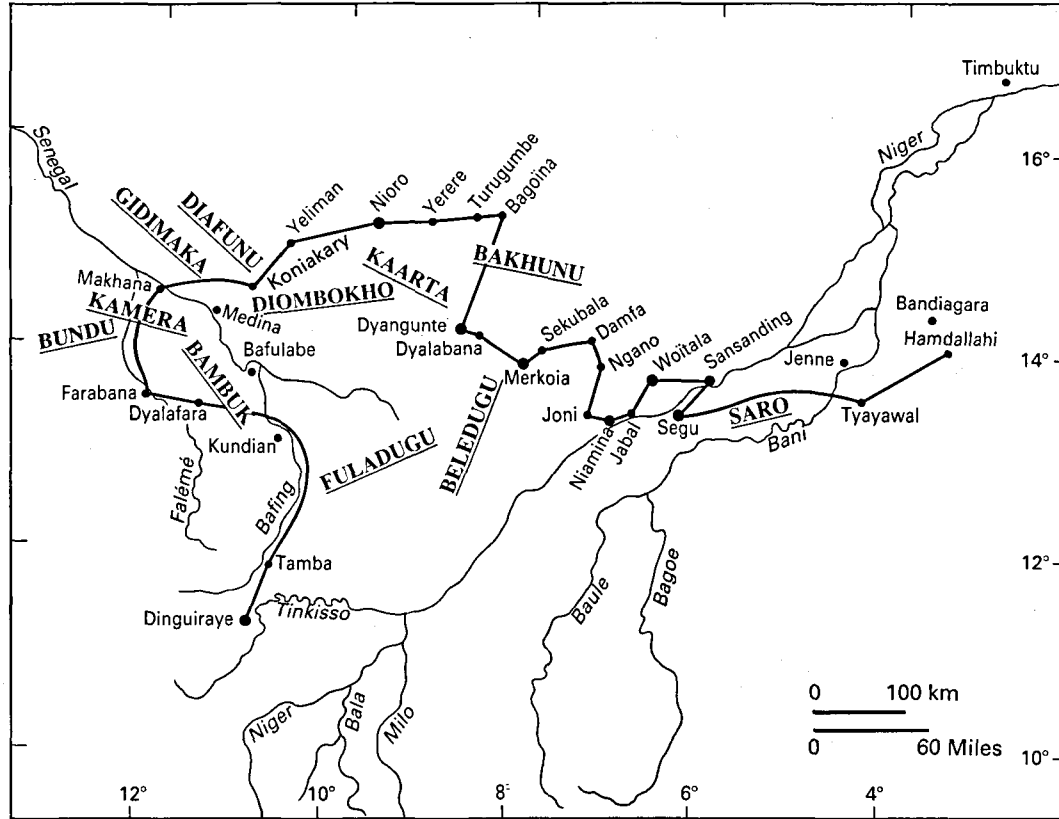 Timbuktu
Niger
16°
Senegal
GIDIMAKA
DIAFUNU
Yeliman
Nioro
Yerere
Turugumbe
Bagoina
Koniakary
KAARTA
BAKHUNU
Makhana
KAMERA
DIOMBOKHO
Medina
BUNDU
Bafulabe
BAMBUK
Dyangunte
Dyalabana
Sekubala
Damfa
Merkoia
Ngano
Woïtala
Sansanding
Bandiagara
Hamdallahi
Jenne
14°
Farabana
Dyalafara
Kundian
FULADUGU
BELEDUGU
Joni
Niamina
Jabal
Segu
SARO
Tyayawal
Bani
Falémé
Bafing
Tamba
12°
Dinguiraye
Tinkisso
Baule
Bagoe
Niger
Bala
Milo
0 100 km
0 60 Miles
10°
12° 10° 8° 6° 4°